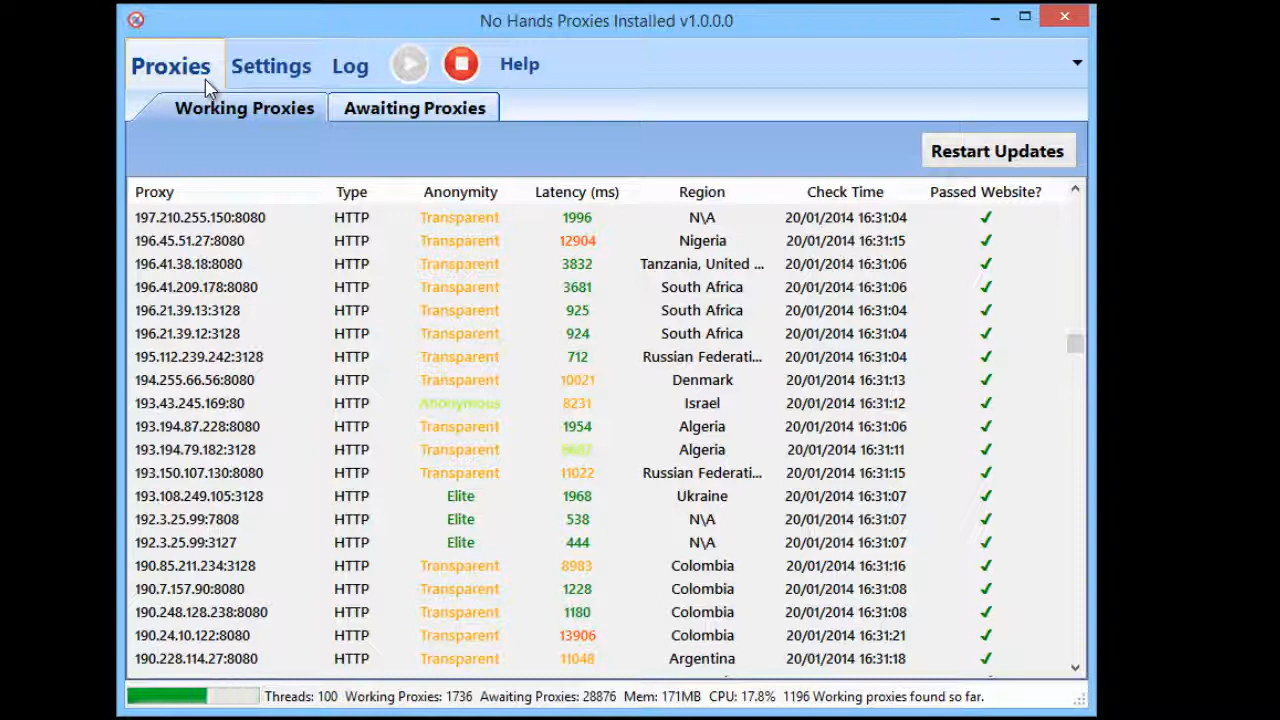 No Hands Proxies Installed v1.0.0.0
Proxies Settings Log Help
Working Proxies Awaiting Proxies
Restart Updates
Proxy Type Anonymity Latency (ms) Region Check Time Passed Website?
197.210.255.150:8080 HTTP Transparent 1996 N\A 20/01/2014 16:31:04 ✓
196.45.51.27:8080 HTTP Transparent 12904 Nigeria 20/01/2014 16:31:15 ✓
196.41.38.18:8080 HTTP Transparent 3832 Tanzania, United ... 20/01/2014 16:31:06 ✓
196.41.209.178:8080 HTTP Transparent 3681 South Africa 20/01/2014 16:31:06 ✓
196.21.39.13:3128 HTTP Transparent 925 South Africa 20/01/2014 16:31:04 ✓
196.21.39.12:3128 HTTP Transparent 924 South Africa 20/01/2014 16:31:04 ✓
195.112.239.242:3128 HTTP Transparent 712 Russian Federati... 20/01/2014 16:31:04 ✓
194.255.66.56:8080 HTTP Transparent 10021 Denmark 20/01/2014 16:31:13 ✓
193.43.245.169:80 HTTP Anonymous 8231 Israel 20/01/2014 16:31:12 ✓
193.194.87.228:8080 HTTP Transparent 1954 Algeria 20/01/2014 16:31:06 ✓
193.194.79.182:3128 HTTP Transparent Algeria 20/01/2014 16:31:11 ✓
193.150.107.130:8080 HTTP Transparent 11022 Russian Federati... 20/01/2014 16:31:15 ✓
193.108.249.105:3128 HTTP Elite 1968 Ukraine 20/01/2014 16:31:07 ✓
192.3.25.99:7808 HTTP Elite 538 N\A 20/01/2014 16:31:07 ✓
192.3.25.99:3127 HTTP Elite 444 N\A 20/01/2014 16:31:07 ✓
190.85.211.234:3128 HTTP Transparent 8983 Colombia 20/01/2014 16:31:16 ✓
190.7.157.90:8080 HTTP Transparent 1228 Colombia 20/01/2014 16:31:08 ✓
190.248.128.238:8080 HTTP Transparent 1180 Colombia 20/01/2014 16:31:08 ✓
190.24.10.122:8080 HTTP Transparent 13906 Colombia 20/01/2014 16:31:21 ✓
190.228.114.27:8080 HTTP Transparent 11048 Argentina 20/01/2014 16:31:18 ✓
Threads: 100 Working Proxies: 1736 Awaiting Proxies: 28876 Mem: 171MB CPU: 17.8% 1196 Working proxies found so far.